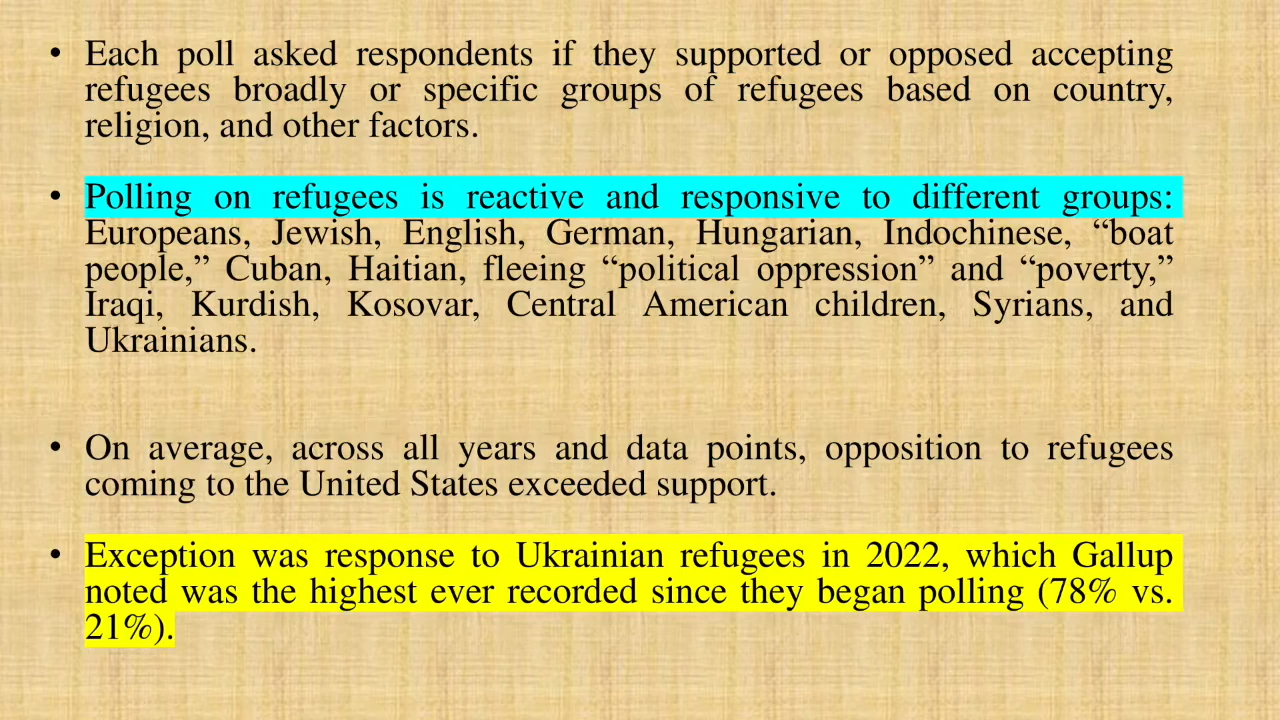 • Each poll asked respondents if they supported or opposed accepting
refugees broadly or specific groups of refugees based on country,
religion, and other factors.
• Polling on refugees is reactive and responsive to different groups:
Europeans, Jewish, English, German, Hungarian, Indochinese, “boat
people,” Cuban, Haitian, fleeing “political oppression” and “poverty,”
Iraqi, Kurdish, Kosovar, Central American children, Syrians, and
Ukrainians.
• On average, across all years and data points, opposition to refugees
coming to the United States exceeded support.
• Exception was response to Ukrainian refugees in 2022, which Gallup
noted was the highest ever recorded since they began polling (78% vs.
21%).